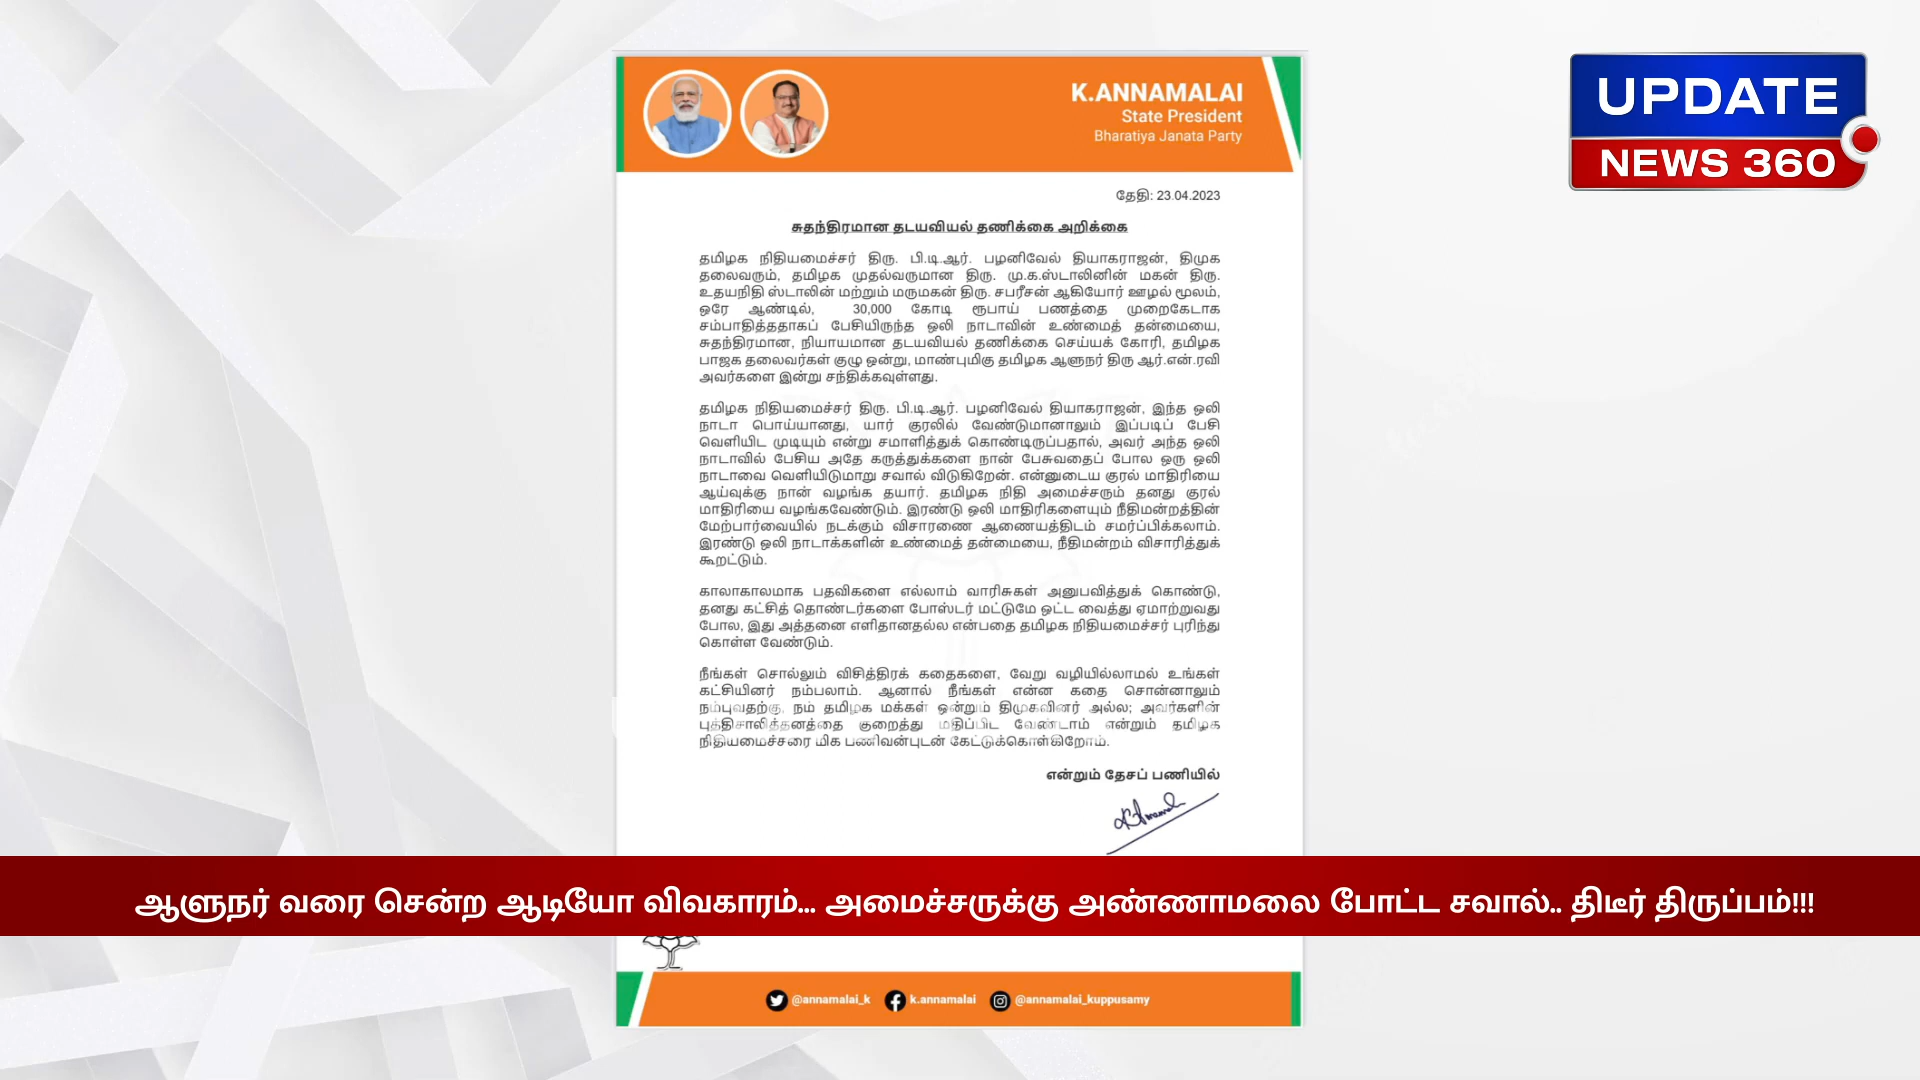 K.ANNAMALAI
State President
Bharatiya Janata Party
UPDATE
NEWS 360
தேதி: 23.04.2023
சுதந்திரமான தடயவியல் தணிக்கை அறிக்கை
தமிழக நிதியமைச்சர் திரு. பி.டி.ஆர். பழனிவேல் தியாகராஜன், திமுக
தலைவரும், தமிழக முதல்வருமான திரு. மு.க.ஸ்டாலினின் மகன் திரு.
உதயநிதி ஸ்டாலின் மற்றும் மருமகன் திரு. சபரீசன் ஆகியோர் ஊழல் மூலம்,
ஒரே ஆண்டில், 30,000 கோடி ரூபாய் பணத்தை முறைகேடாக
சம்பாதித்ததாகப் பேசியிருந்த ஒலி நாடாவின் உண்மைத் தன்மையை,
சுதந்திரமான, நியாயமான தடயவியல் தணிக்கை செய்யக் கோரி, தமிழக
பாஜக தலைவர்கள் குழு ஒன்று, மாண்புமிகு தமிழக ஆளுநர் திரு ஆர்.என்.ரவி
அவர்களை இன்று சந்திக்கவுள்ளது.
தமிழக நிதியமைச்சர் திரு. பி.டி.ஆர். பழனிவேல் தியாகராஜன், இந்த ஒலி
நாடா பொய்யானது, யார் குரலில் வேண்டுமானாலும் இப்படிப் பேசி
வெளியிட முடியும் என்று சமாளித்துக் கொண்டிருப்பதால், அவர் அந்த ஒலி
நாடாவில் பேசிய அதே கருத்துக்களை நான் பேசுவதைப் போல ஒரு ஒலி
நாடாவை வெளியிடுமாறு சவால் விடுகிறேன். என்னுடைய குரல் மாதிரியை
ஆய்வுக்கு நான் வழங்க தயார். தமிழக நிதி அமைச்சரும் தனது குரல்
மாதிரியை வழங்கவேண்டும். இரண்டு ஒலி மாதிரிகளையும் நீதிமன்றத்தின்
மேற்பார்வையில் நடக்கும் விசாரணை ஆணையத்திடம் சமர்ப்பிக்கலாம்.
இரண்டு ஒலி நாடாக்களின் உண்மைத் தன்மையை, நீதிமன்றம் விசாரித்துக்
கூறட்டும்.
காலாகாலமாக பதவிகளை எல்லாம் வாரிசுகள் அனுபவித்துக் கொண்டு,
தனது கட்சித் தொண்டர்களை போஸ்டர் மட்டுமே ஒட்ட வைத்து ஏமாற்றுவது
போல, இது அத்தனை எளிதானதல்ல என்பதை தமிழக நிதியமைச்சர் புரிந்து
கொள்ள வேண்டும்.
நீங்கள் சொல்லும் விசித்திரக் கதைகளை, வேறு வழியில்லாமல் உங்கள்
கட்சியினர் நம்பலாம். ஆனால் நீங்கள் என்ன கதை சொன்னாலும்
நம்புவதற்கு, நம் தமிழக மக்கள் ஒன்றும் திமுகவினர் அல்ல; அவர்களின்
புத்திசாலித்தனத்தை குறைத்து மதிப்பிட வேண்டாம் என்றும் தமிழக
நிதியமைச்சரை மிக பணிவன்புடன் கேட்டுக்கொள்கிறோம்.
என்றும் தேசப் பணியில்
ஆளுநர் வரை சென்ற ஆடியோ விவகாரம்... அமைச்சருக்கு அண்ணாமலை போட்ட சவால்.. திடீர் திருப்பம்!!!
@annamalai_k k.annamalai @annamalai_kuppusamy